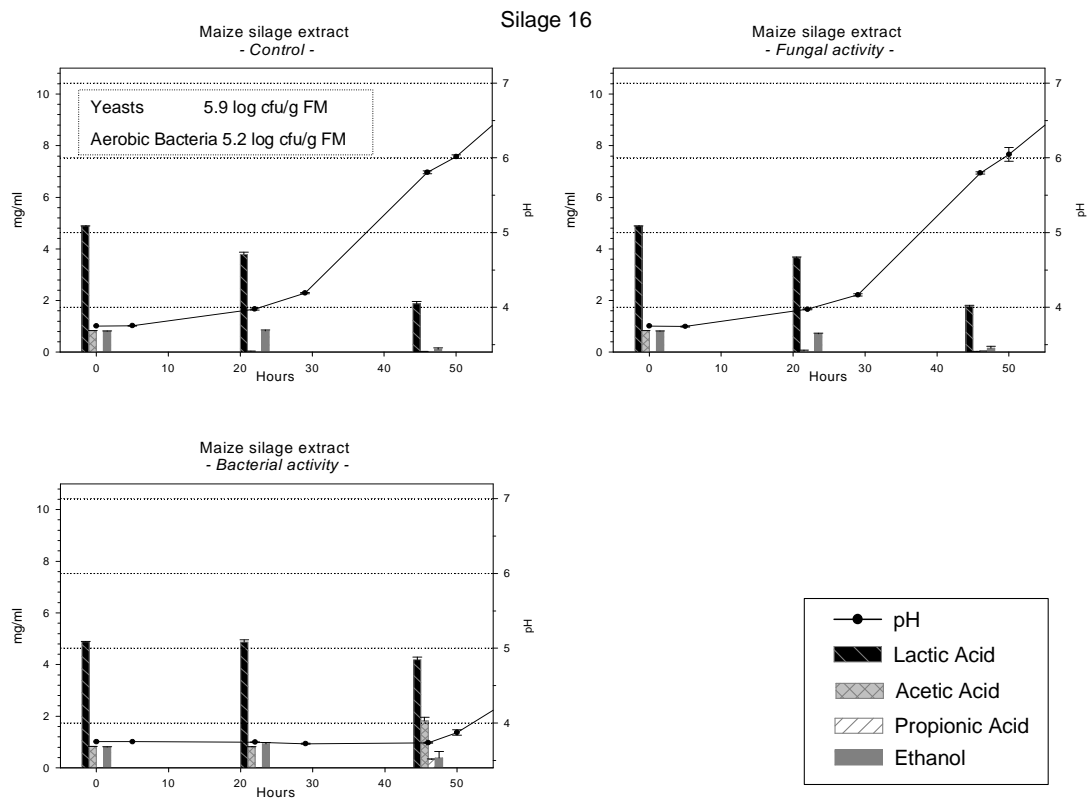 Silage 16
Maize silage extract
- Control -
10
8
6
4
2
0
mg/ml
Yeasts 5.9 log cfu/g FM
Aerobic Bacteria 5.2 log cfu/g FM
7
6
5
4
pH
0 10 20 30 40 50
Hours
Maize silage extract
- Fungal activity -
10
8
6
4
2
0
mg/ml
7
6
5
4
pH
0 10 20 30 40 50
Hours
Maize silage extract
- Bacterial activity -
10
8
6
4
2
0
mg/ml
7
6
5
4
pH
0 10 20 30 40 50
Hours
pH
Lactic Acid
Acetic Acid
Propionic Acid
Ethanol